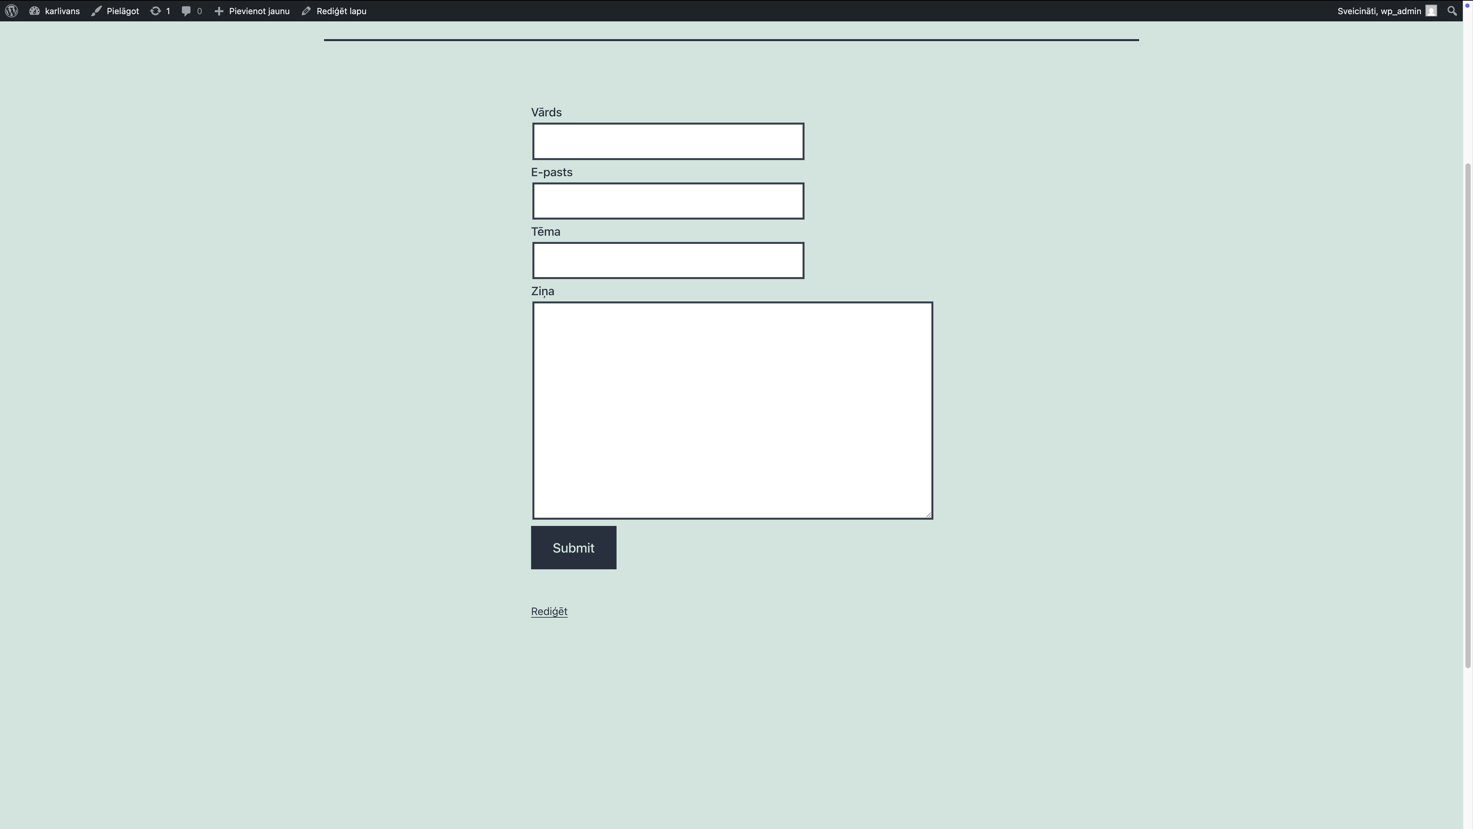 karlivans Pielāgot 1 0 Pievienot jaunu Rediģēt lapu Sveicināti, wp_admin
Vārds
E-pasts
Tēma
Ziņa
Submit
Rediģēt